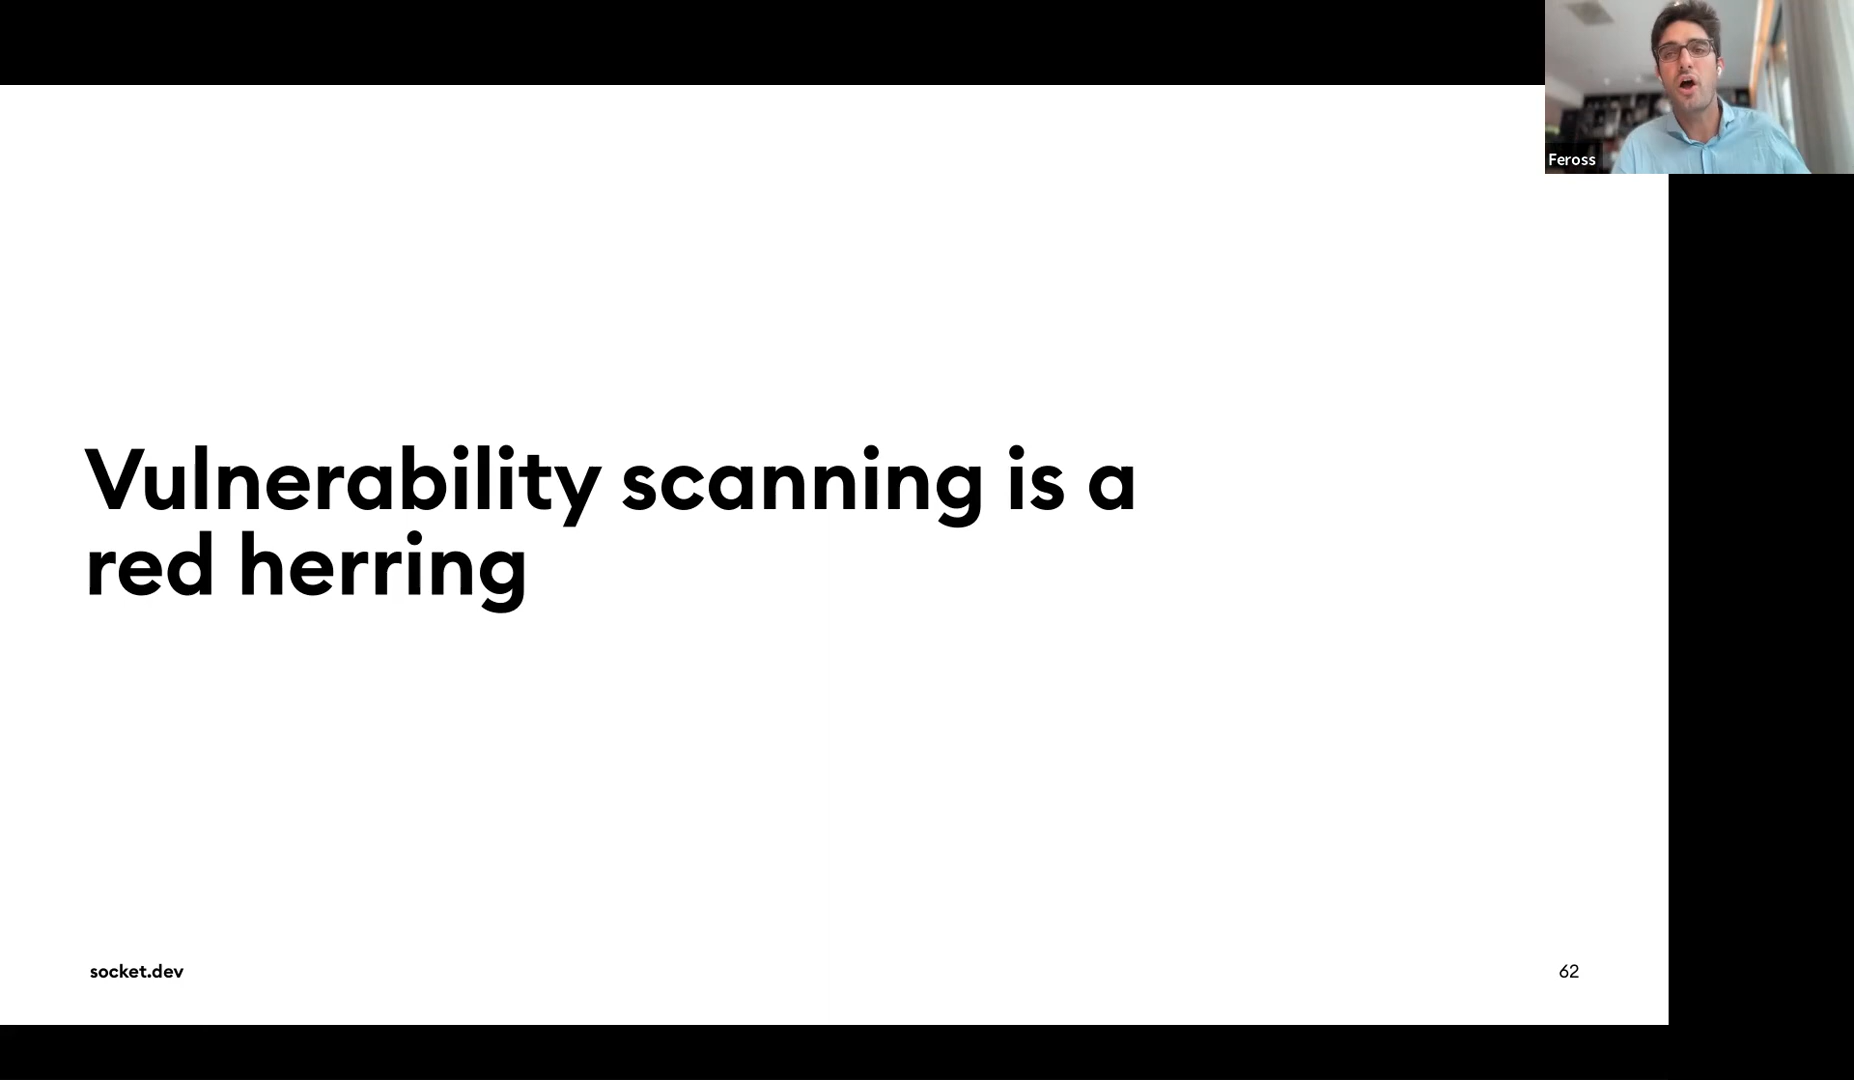 Feross
Vulnerability scanning is a
red herring
socket.dev
62